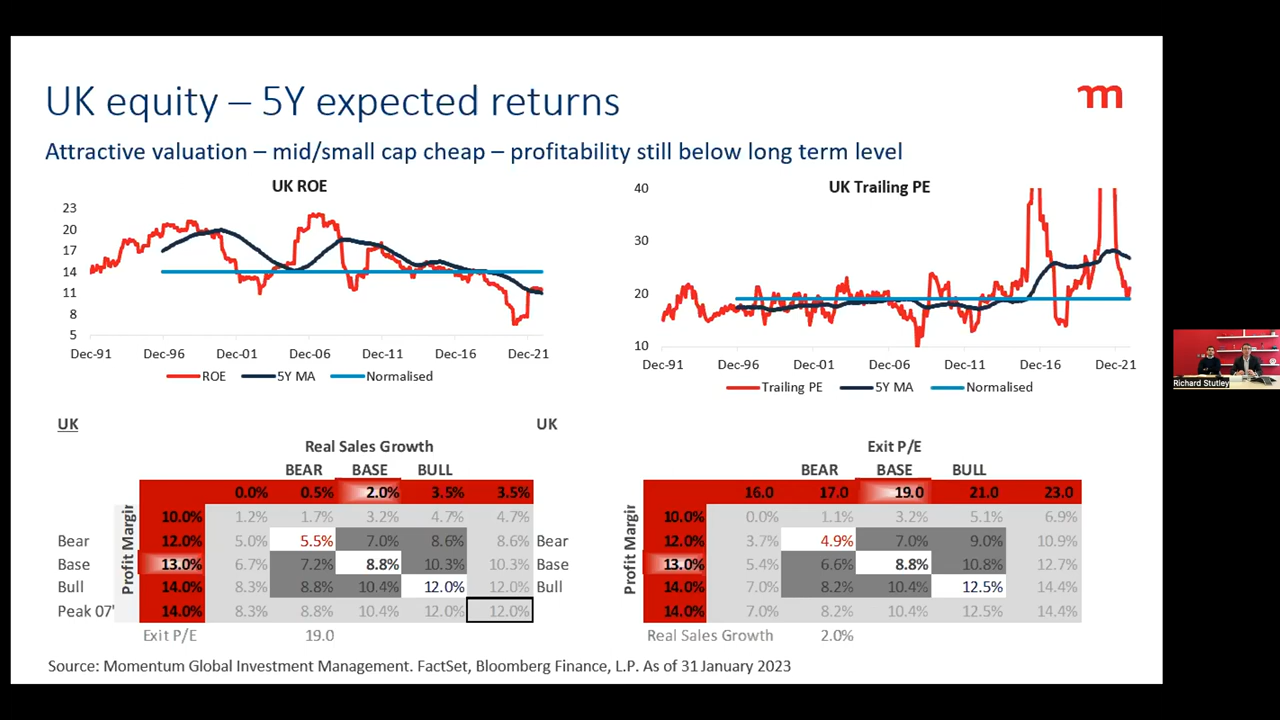 UK equity – 5Y expected returns
m
Attractive valuation – mid/small cap cheap – profitability still below long term level
UK ROE
23
20
17
14
11
8
5
Dec-91 Dec-96 Dec-01 Dec-06 Dec-11 Dec-16 Dec-21
ROE 5Y MA Normalised
UK Trailing PE
40
30
20
10
Dec-91 Dec-96 Dec-01 Dec-06 Dec-11 Dec-16 Dec-21
Trailing PE 5Y MA Normalised
UK
Real Sales Growth
BEAR BASE BULL
0.0% 0.5% 2.0% 3.5% 3.5%
Profit Margin
10.0% 1.2% 1.7% 3.2% 4.7% 4.7%
Bear 12.0% 5.0% 5.5% 7.0% 8.6% 8.6%
Base 13.0% 6.7% 7.2% 8.8% 10.3% 10.3%
Bull 14.0% 8.3% 8.8% 10.4% 12.0% 12.0%
Peak 07' 14.0% 8.3% 8.8% 10.4% 12.0% 12.0%
Exit P/E 19.0
UK
Exit P/E
BEAR BASE BULL
16.0 17.0 19.0 21.0 23.0
Profit Margin
10.0% 0.0% 1.1% 3.2% 5.1% 6.9%
Bear 12.0% 3.7% 4.9% 7.0% 9.0% 10.9%
Base 13.0% 5.4% 6.6% 8.8% 10.8% 12.7%
Bull 14.0% 7.0% 8.2% 10.4% 12.5% 14.4%
14.0% 7.0% 8.2% 10.4% 12.5% 14.4%
Real Sales Growth 2.0%
Source: Momentum Global Investment Management. FactSet, Bloomberg Finance, L.P. As of 31 January 2023
Richard Stutley